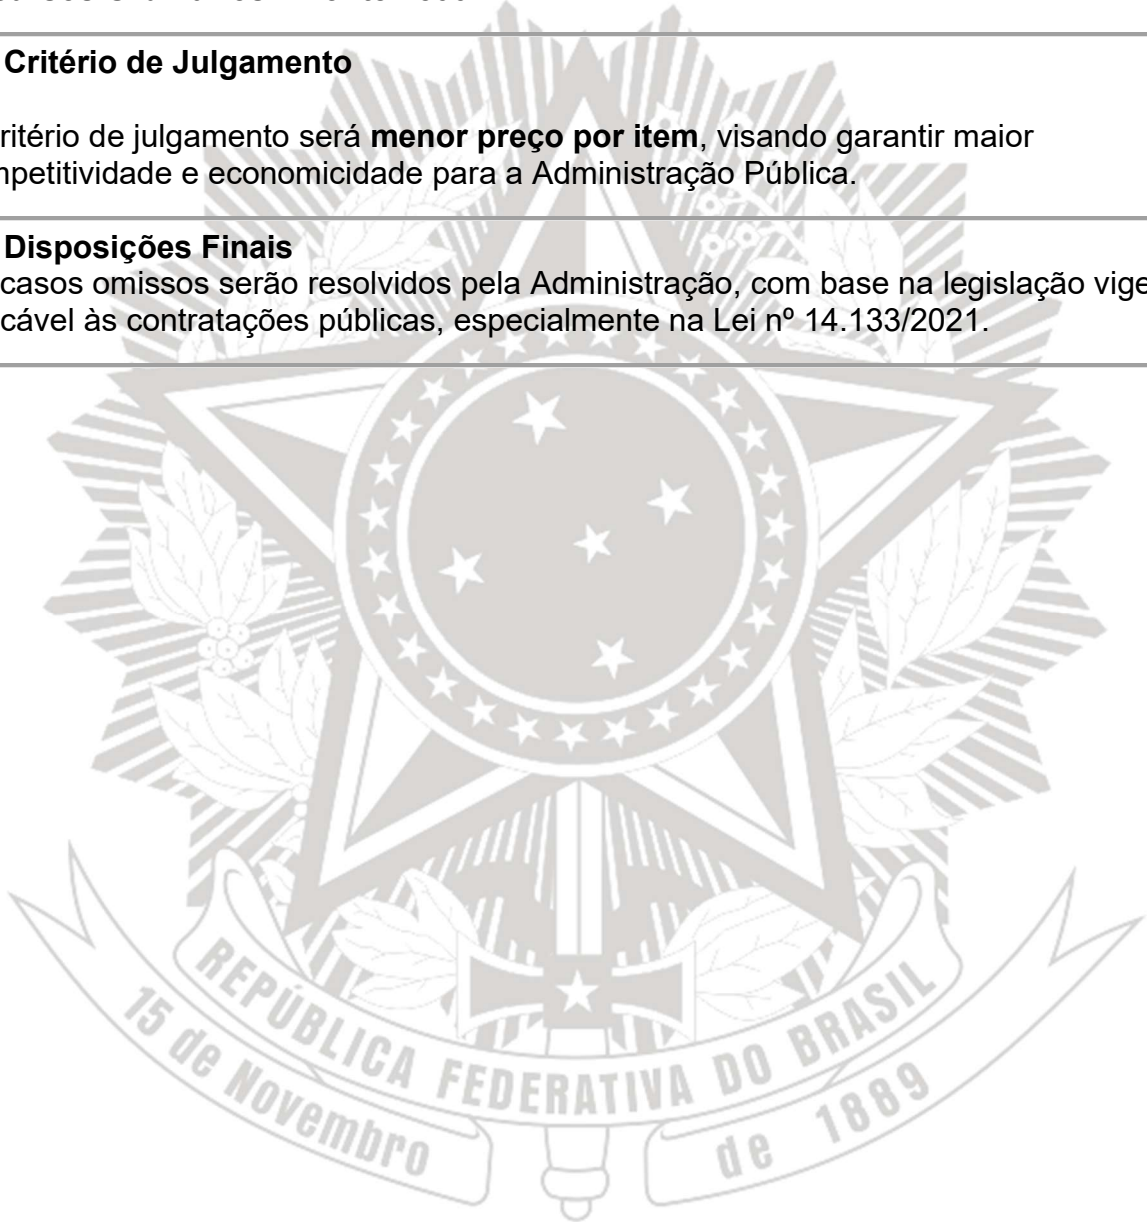 Critério de Julgamento
ritério de julgamento será menor preço por item, visando garantir maior
mpetitividade e economicidade para a Administração Pública.
Disposições Finais
casos omissos serão resolvidos pela Administração, com base na legislação vige
cável às contratações públicas, especialmente na Lei nº 14.133/2021.
REPÚBLICA FEDERATIVA DO BRASIL
15 de Novembro de 1889